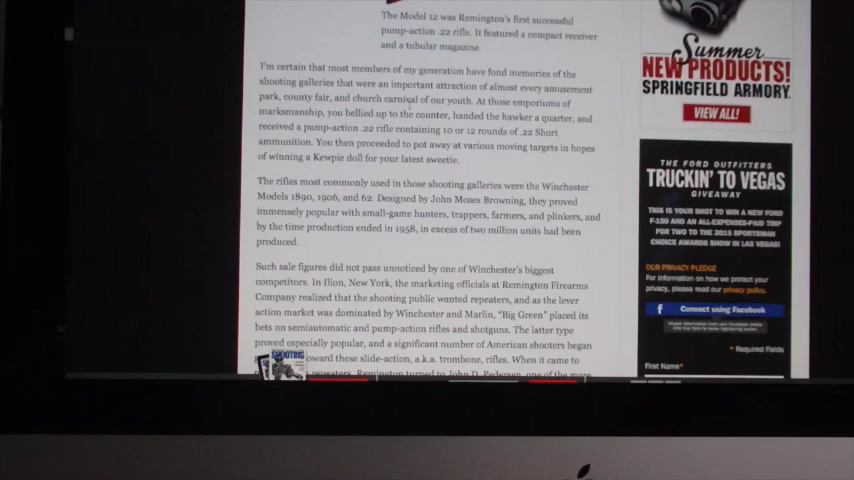 The Model 12 was Remington's first successful
pump-action .22 rifle. It featured a compact receiver
and a tubular magazine.
I'm certain that most members of my generation have fond memories of the
shooting galleries that were an important attraction of almost every amusement
park, county fair, and church carnival of our youth. At those emporiums of
marksmanship, you bellied up to the counter, handed the hawker a quarter, and
received a pump-action .22 rifle containing 10 or 12 rounds of .22 Short
ammunition. You then proceeded to pot away at various moving targets in hopes
of winning a Kewpie doll for your latest sweetie.
The rifles most commonly used in those shooting galleries were the Winchester
Models 1890, 1906, and 62. Designed by John Moses Browning, they proved
immensely popular with small-game hunters, trappers, farmers, and plinkers, and
by the time production ended in 1958, in excess of two million units had been
produced.
Such sale figures did not pass unnoticed by one of Winchester's biggest
competitors. In Ilion, New York, the marketing officials at Remington Firearms
Company realized that the shooting public wanted repeaters, and as the lever
action market was dominated by Winchester and Marlin, "Big Green" placed its
bets on semiautomatic and pump-action rifles and shotguns. The latter type
proved especially popular, and a significant number of American shooters began
toward these slide-action, a.k.a. trombone, rifles. When it came to
repeaters, Remington turned to John D. Pedersen, one of the more
SHOOTING
Summer
NEW PRODUCTS!
SPRINGFIELD ARMORY.
VIEW ALL!
THE FORD OUTFITTERS
TRUCKIN' TO VEGAS
GIVEAWAY
THIS IS YOUR SHOT TO WIN A NEW FORD
F-150 AND AN ALL-EXPENSES-PAID TRIP
FOR TWO TO THE 2015 SPORTSMAN
CHOICE AWARDS SHOW IN LAS VEGAS!
OUR PRIVACY PLEDGE
For information on how we protect your
privacy, please read our privacy policy.
f Connect using Facebook
* Required Fields
First Name*